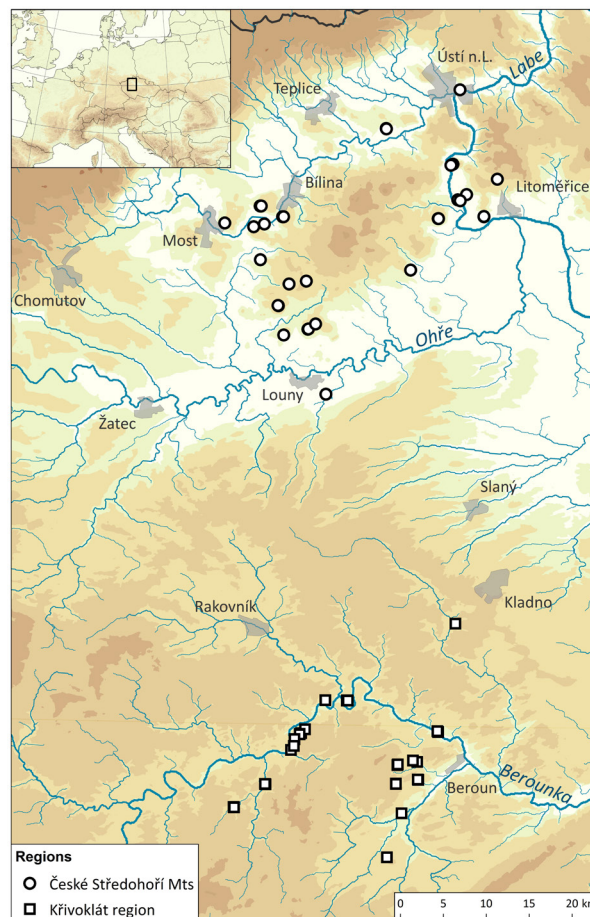 Ústí n.L.
Labe
Teplice
Bílina
Litoměřice
Most
Chomutov
Ohře
Louny
Žatec
Slaný
Kladno
Rakovník
Beroun
Berounka
Regions
České Středohoří Mts
Křivoklát region
0 5 10 20 km